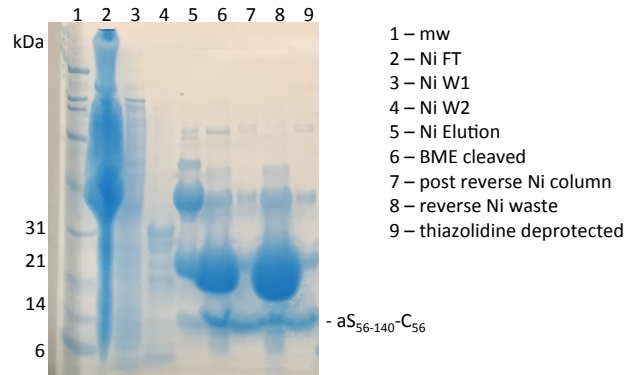 1 2 3 4 5 6 7 8 9
kDa
31
21
14
6
1 – mw
2 – Ni FT
3 – Ni W1
4 – Ni W2
5 – Ni Elution
6 – BME cleaved
7 – post reverse Ni column
8 – reverse Ni waste
9 – thiazolidine deprotected
- aS56-140-C56